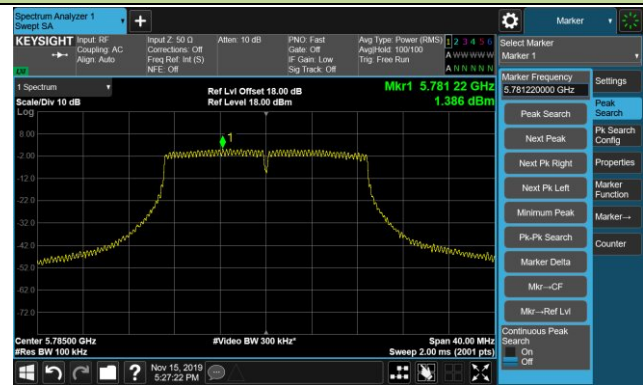 Spectrum Analyzer 1
Swept SA
Marker
KEYSIGHT
Input: RF
Coupling: AC
Align: Auto
Input Z: 50 Ω
Corrections: Off
Freq Ref: Int (S)
NFE: Off
Atten: 10 dB
PNO: Fast
Gate: Off
IF Gain: Low
Sig Track: Off
Avg Type: Power (RMS)
Avg|Hold: 100/100
Trig: Free Run
1 2 3 4 5 6
A W W W W W
A N N N N N
Select Marker
Marker 1
1 Spectrum
Scale/Div 10 dB
Log
Ref Lvl Offset 18.00 dB
Ref Level 18.00 dBm
Mkr1 5.781 22 GHz
1.386 dBm
8.00
-2.00
-12.0
-22.0
-32.0
-42.0
-52.0
-62.0
-72.0
1
Center 5.78500 GHz
#Res BW 100 kHz
#Video BW 300 kHz*
Span 40.00 MHz
Sweep 2.00 ms (2001 pts)
Marker Frequency
5.781220000 GHz
Peak Search
Next Peak
Next Pk Right
Next Pk Left
Minimum Peak
Pk-Pk Search
Marker Delta
Mkr→CF
Mkr→Ref Lvl
Continuous Peak
Search
On
Off
Settings
Peak
Search
Pk Search
Config
Properties
Marker
Function
Marker→
Counter
Nov 15, 2019
5:27:22 PM